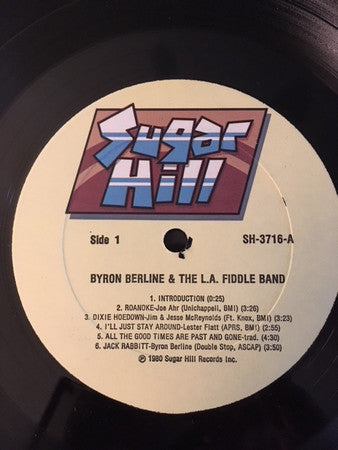 Sugar
Hill
Side 1
SH-3716-A
BYRON BERLINE & THE L.A. FIDDLE BAND
1. INTRODUCTION (0:25)
2. ROANOKE-Joe Ahr (Unichappell, BMI) (3:26)
3. DIXIE HOEDOWN-Jim & Jesse McReynolds (Ft. Knox, BMI) (3:23)
4. I'LL JUST STAY AROUND-Lester Flatt (APRS, BMI) (2:51)
5. ALL THE GOOD TIMES ARE PAST AND GONE-trad. (4:30)
6. JACK RABBITT-Byron Berline (Double Stop, ASCAP) (3:50)
℗ 1980 Sugar Hill Records Inc.